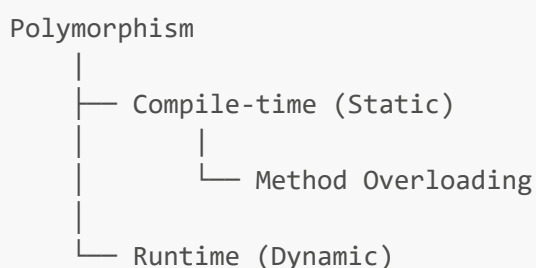 Polymorphism
Compile-time (Static)
Method Overloading
Runtime (Dynamic)